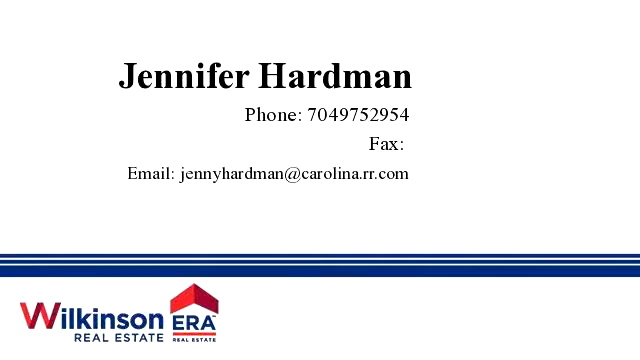 Jennifer Hardman
Phone: 7049752954
Fax:
Email: jennyhardman@carolina.rr.com
Wilkinson ERA
REAL ESTATE REAL ESTATE